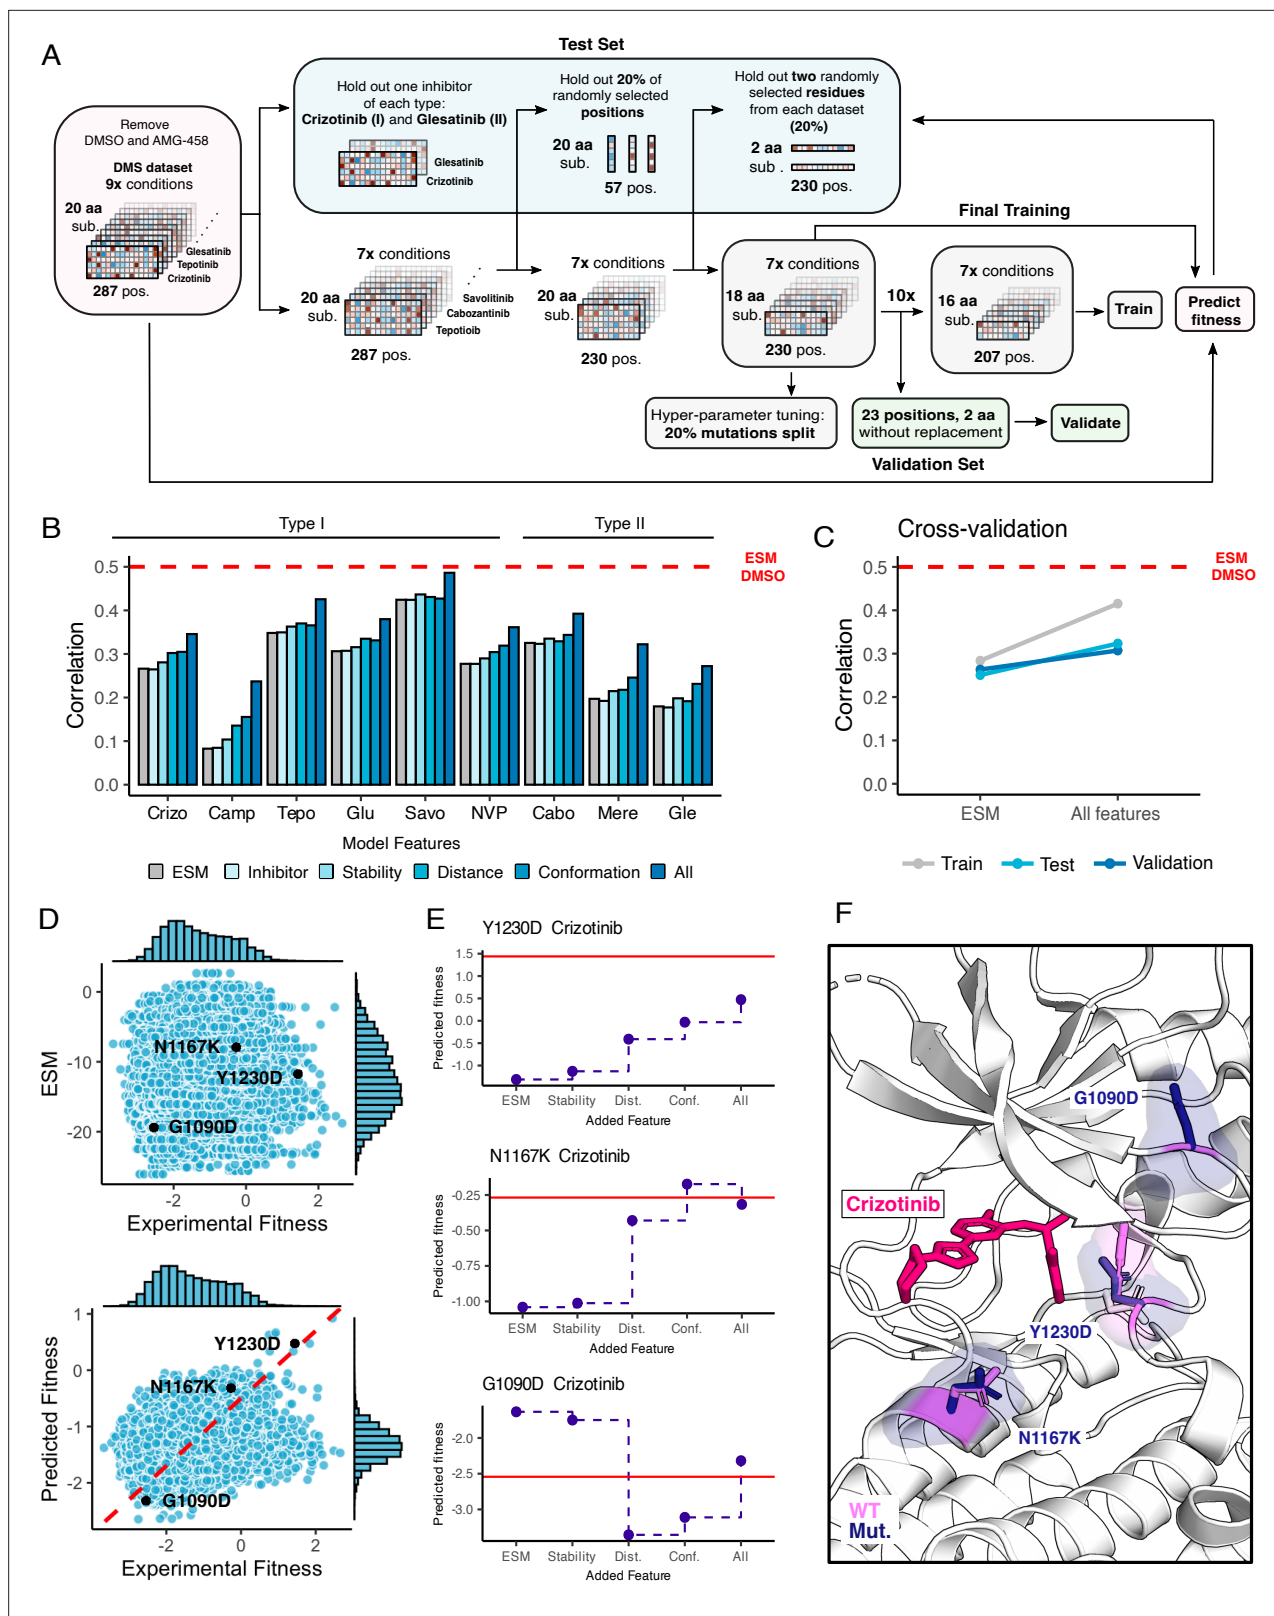 A
Test Set
Remove
DMSO and AMG-458
DMS dataset
9x conditions
20 aa
sub.
Glesatinib
Tepotinib
Crizotinib
287 pos.
Hold out one inhibitor
of each type:
Crizotinib (I) and Glesatinib (II)
Glesatinib
Crizotinib
Hold out 20% of
randomly selected
positions
20 aa
sub.
57 pos.
Hold out two randomly
selected residues
from each dataset
(20%)
2 aa
sub .
230 pos.
Final Training
7x conditions
20 aa
sub.
Savolitinib
Cabozantinib
Tepotioib
287 pos.
7x conditions
20 aa
sub.
230 pos.
7x conditions
18 aa
sub.
230 pos.
10x
7x conditions
16 aa
sub.
207 pos.
Train
Predict
fitness
Hyper-parameter tuning:
20% mutations split
23 positions, 2 aa
without replacement
Validate
Validation Set
B
Type I
Type II
ESM
DMSO
Correlation
0.5
0.4
0.3
0.2
0.1
0.0
Crizo
Camp
Tepo
Glu
Savo
NVP
Cabo
Mere
Gle
Model Features
ESM
Inhibitor
Stability
Distance
Conformation
All
C
Cross-validation
ESM
DMSO
Correlation
0.5
0.4
0.3
0.2
0.1
0.0
ESM
All features
Train
Test
Validation
D
ESM
0
-10
-20
N1167K
Y1230D
G1090D
-2
0
2
Experimental Fitness
Predicted Fitness
1
0
-1
-2
Y1230D
N1167K
G1090D
-2
0
2
Experimental Fitness
E
Y1230D Crizotinib
Predicted fitness
1.5
1.0
0.5
0.0
-0.5
-1.0
ESM
Stability
Dist.
Conf.
All
Added Feature
N1167K Crizotinib
Predicted fitness
-0.25
-0.50
-0.75
-1.00
ESM
Stability
Dist.
Conf.
All
Added Feature
G1090D Crizotinib
Predicted fitness
-2.0
-2.5
-3.0
ESM
Stability
Dist.
Conf.
All
Added Feature
F
G1090D
Crizotinib
Y1230D
N1167K
WT
Mut.